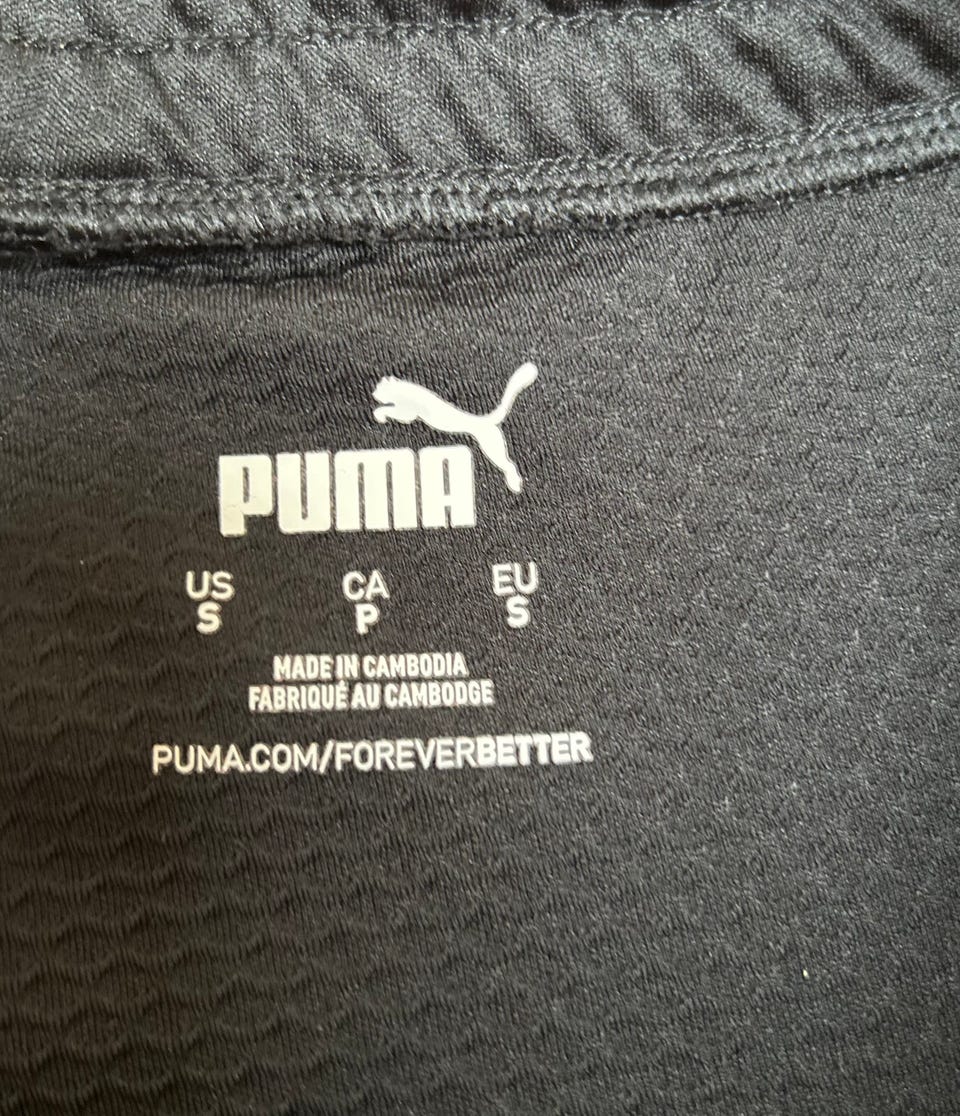 PUMA
US CA EU
S P S
MADE IN CAMBODIA
FABRIQUÉ AU CAMBODGE
PUMA.COM/FOREVERBETTER